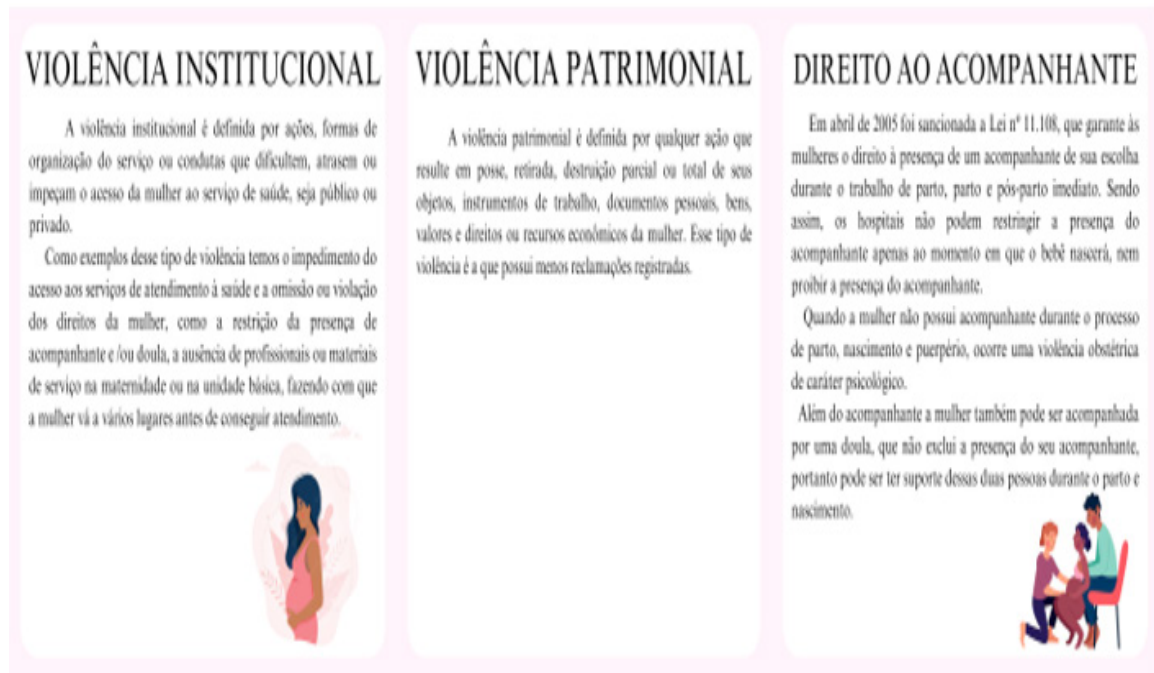 VIOLÊNCIA INSTITUCIONAL
A violência institucional é definida por ações, formas de
organização do serviço ou condutas que dificultem, atrasem ou
impeçam o acesso da mulher ao serviço de saúde, seja público ou
privado.
Como exemplos desse tipo de violência temos o impedimento do
acesso aos serviços de atendimento à saúde e a omissão ou violação
dos direitos da mulher, como a restrição da presença de
acompanhante e /ou doula, a ausência de profissionais ou materiais
de serviço na maternidade ou na unidade básica, fazendo com que
a mulher vá a vários lugares antes de conseguir atendimento.
VIOLÊNCIA PATRIMONIAL
A violência patrimonial é definida por qualquer ação que
resulte em posse, retirada, destruição parcial ou total de seus
objetos, instrumentos de trabalho, documentos pessoais, bens,
valores e direitos ou recursos econômicos da mulher. Esse tipo de
violência é a que possui menos reclamações registradas.
DIREITO AO ACOMPANHANTE
Em abril de 2005 foi sancionada a Lei nº 11.108, que garante às
mulheres o direito à presença de um acompanhante de sua escolha
durante o trabalho de parto, parto e pós-parto imediato. Sendo
assim, os hospitais não podem restringir a presença do
acompanhante apenas ao momento em que o bebê nascerá, nem
proibir a presença do acompanhante.
Quando a mulher não possui acompanhante durante o processo
de parto, nascimento e puerpério, ocorre uma violência obstétrica
de caráter psicológico.
Além do acompanhante a mulher também pode ser acompanhada
por uma doula, que não exclui a presença do seu acompanhante,
portanto pode ser ter suporte dessas duas pessoas durante o parto e
nascimento.